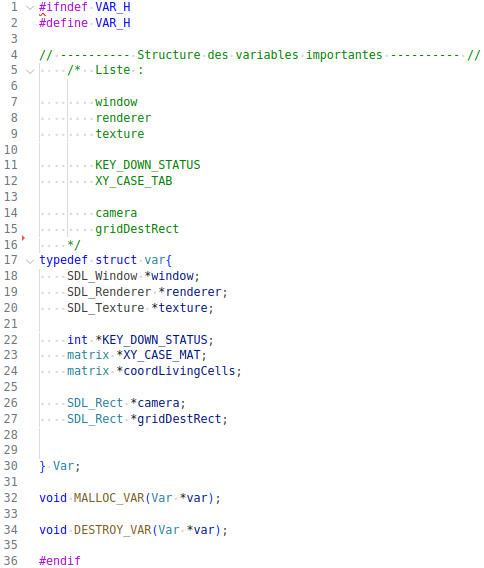 1 #ifndef VAR_H
2 #define VAR_H
3
4 // ---------- Structure des variables importantes ---------- //
5 /* Liste :
6
7 window
8 renderer
9 texture
10
11 KEY_DOWN_STATUS
12 XY_CASE_TAB
13
14 camera
15 gridDestRect
16 */
17 typedef struct var{
18 SDL_Window *window;
19 SDL_Renderer *renderer;
20 SDL_Texture *texture;
21
22 int *KEY_DOWN_STATUS;
23 matrix *XY_CASE_MAT;
24 matrix *coordLivingCells;
25
26 SDL_Rect *camera;
27 SDL_Rect *gridDestRect;
28
29
30 } Var;
31
32 void MALLOC_VAR(Var *var);
33
34 void DESTROY_VAR(Var *var);
35
36 #endif